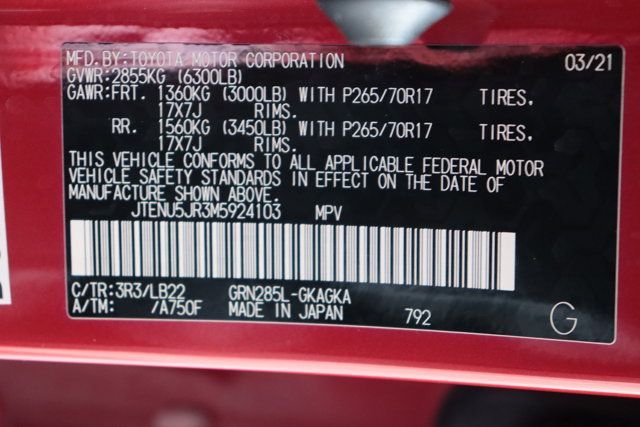 MFD.BY:TOYOTA MOTOR CORPORATION 03/21
GVWR:2855KG (6300LB)
GAWR:FRT. 1360KG (3000LB) WITH P265/70R17 TIRES.
17X7J RIMS.
RR. 1560KG (3450LB) WITH P265/70R17 TIRES.
17X7J RIMS.
THIS VEHICLE CONFORMS TO ALL APPLICABLE FEDERAL MOTOR
VEHICLE SAFETY STANDARDS IN EFFECT ON THE DATE OF
MANUFACTURE SHOWN ABOVE.
JTENU5JR3M5924103 MPV
C/TR:3R3/LB22 GRN285L-GKAGKA
A/TM: /A750F MADE IN JAPAN 792 G